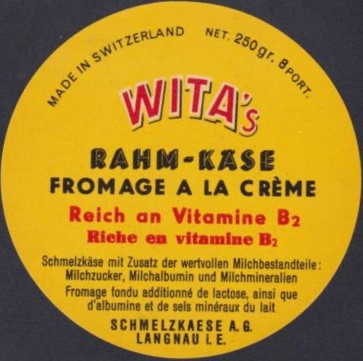 MADE IN SWITZERLAND NET. 250gr. 8 PORT.
WITA's
RAHM-KÄSE
FROMAGE A LA CRÈME
Reich an Vitamine B2
Riche en vitamine B2
Schmelzkäse mit Zusatz der wertvollen Milchbestandteile:
Milchzucker, Milchalbumin und Milchmineralien
Fromage fondu additionné de lactose, ainsi que
d'albumine et de sels minéraux du lait
SCHMELZKAESE A.G.
LANGNAU i.E.